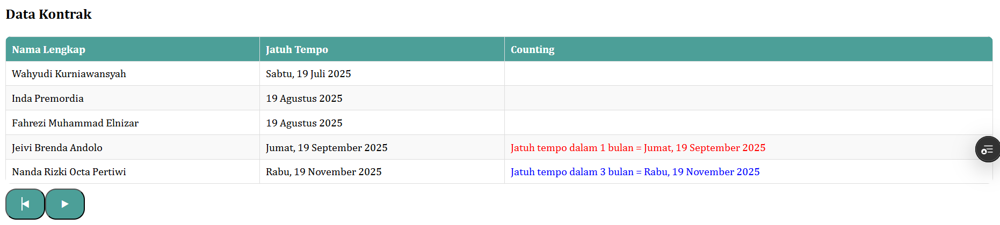 Data Kontrak
Nama Lengkap Jatuh Tempo Counting
Wahyudi Kurniawansyah Sabtu, 19 Juli 2025
Inda Premordia 19 Agustus 2025
Fahrezi Muhammad Elnizar 19 Agustus 2025
Jeivi Brenda Andolo Jumat, 19 September 2025 Jatuh tempo dalam 1 bulan = Jumat, 19 September 2025
Nanda Rizki Octa Pertiwi Rabu, 19 November 2025 Jatuh tempo dalam 3 bulan = Rabu, 19 November 2025